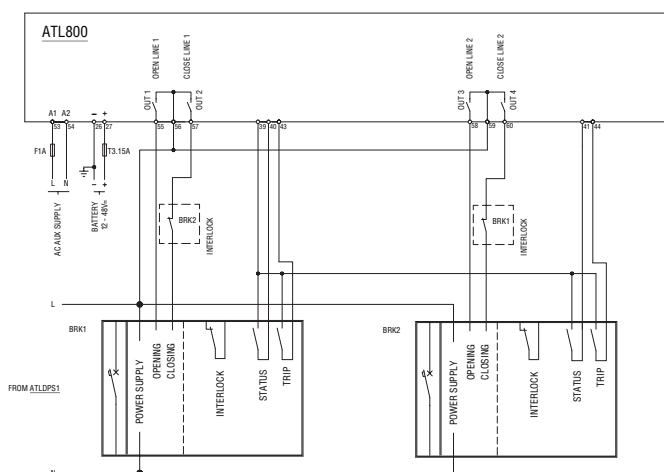 ATL800
OPEN LINE 1
CLOSE LINE 1
OPEN LINE 2
CLOSE LINE 2
OUT 1
OUT 2
OUT 3
OUT 4
A1 A2 – +
53 54 26 27 55 56 57 39 40 43 58 59 60 41 44
F1A
T3.15A
L N – +
AC AUX SUPPLY
BATTERY
12 - 48V=
BRK2
INTERLOCK
BRK1
INTERLOCK
L
BRK1
BRK2
FROM ATLDPS1
POWER SUPPLY
OPENING
CLOSING
INTERLOCK
STATUS
TRIP
POWER SUPPLY
OPENING
CLOSING
INTERLOCK
STATUS
TRIP